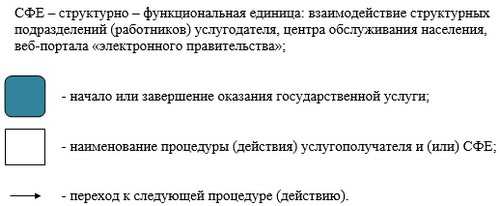 СФЕ – структурно – функциональная единица: взаимодействие структурных
подразделений (работников) услугодателя, центра обслуживания населения,
веб-портала «электронного правительства»;
- начало или завершение оказания государственной услуги;
- наименование процедуры (действия) услугополучателя и (или) СФЕ;
- переход к следующей процедуре (действию).